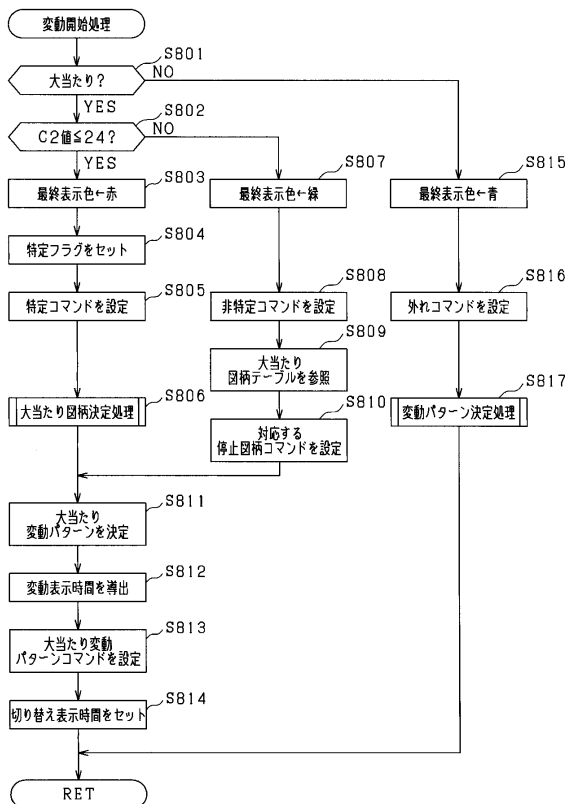 変動開始処理
S801
大当たり?
NO
YES
S802
C2値≦24?
NO
YES
S803
最終表示色←赤
S807
最終表示色←緑
S815
最終表示色←青
S804
特定フラグをセット
S805
特定コマンドを設定
S808
非特定コマンドを設定
S816
外れコマンドを設定
S809
大当たり
図柄テーブルを参照
S806
大当たり図柄決定処理
S810
対応する
停止図柄コマンドを設定
S817
変動パターン決定処理
S811
大当たり
変動パターンを決定
S812
変動表示時間を導出
S813
大当たり変動
パターンコマンドを設定
S814
切り替え表示時間をセット
RET